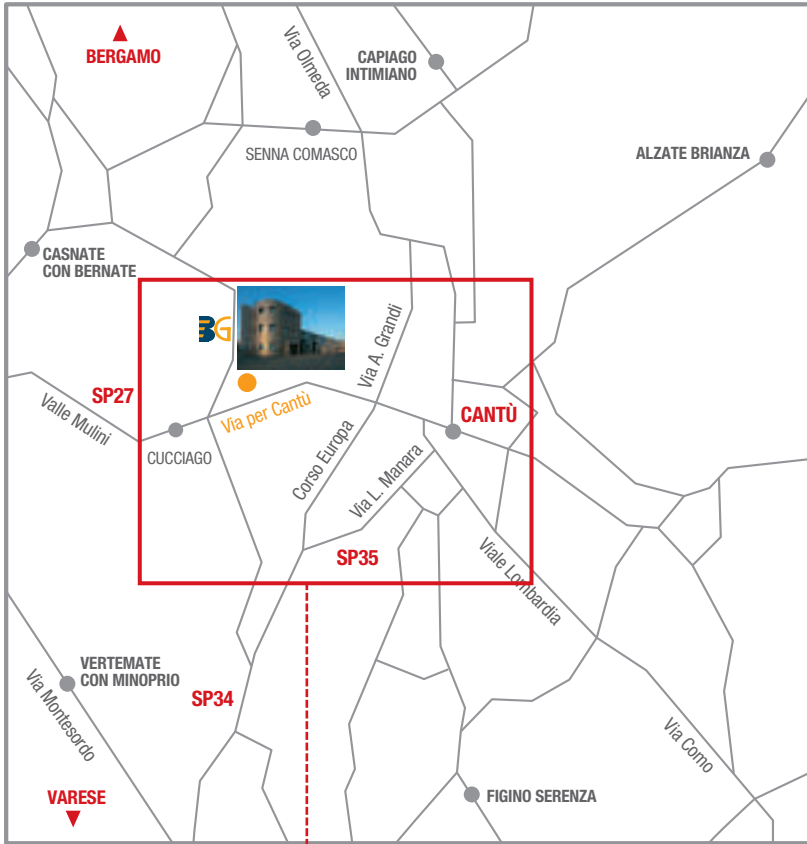 BERGAMO
Via Olmeda
CAPIAGO
INTIMIANO
SENNA COMASCO
ALZATE BRIANZA
CASNATE
CON BERNATE
3G
Via A. Grandi
SP27
Valle Mulini
Via per Cantù
CANTÙ
CUCCIAGO
Corso Europa
Via L. Manara
SP35
Viale Lombardia
VERTEMATE
CON MINOPRIO
SP34
Via Montesordo
Via Como
VARESE
FIGINO SERENZA